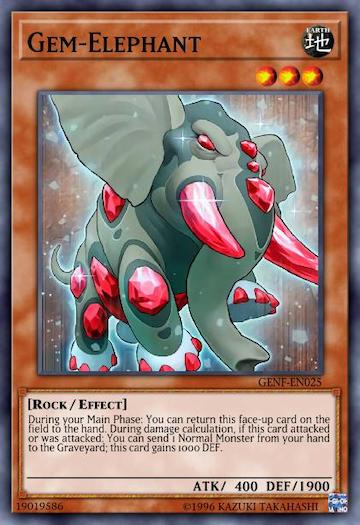 GEM-ELEPHANT
EARTH
地
GENF-EN025
[ROCK / EFFECT]
During your Main Phase: You can return this face-up card on
the field to the hand. During damage calculation, if this card attacked
or was attacked: You can send 1 Normal Monster from your hand
to the Graveyard; this card gains 1000 DEF.
ATK/ 400 DEF/1900
19019586
©1996 KAZUKI TAKAHASHI